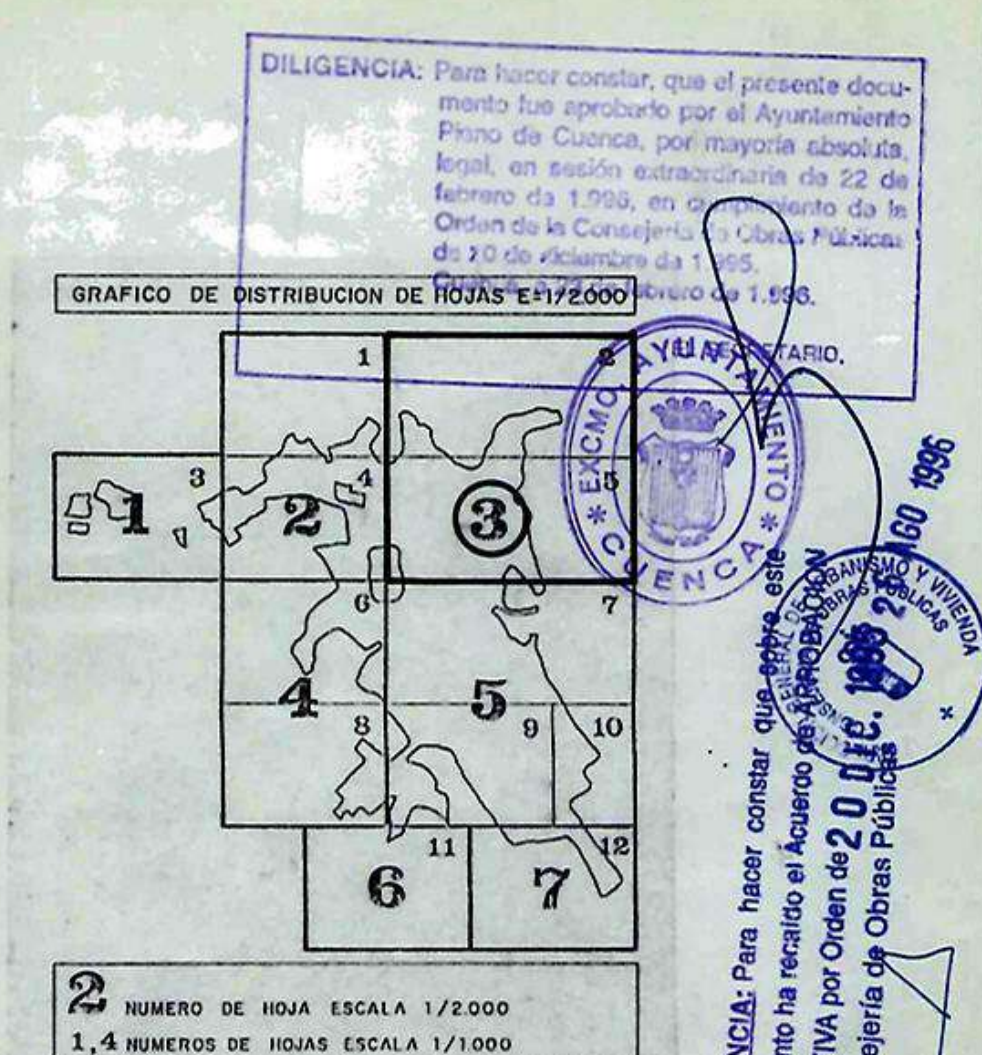 DILIGENCIA: Para hacer constar, que el presente docu-
mento fue aprobado por el Ayuntamiento
Pleno de Cuenca, por mayoría absoluta,
legal, en sesión extraordinaria de 22 de
febrero de 1.996, en cumplimiento de la
Orden de la Consejería de Obras Públicas
de 20 de diciembre de 1.995.
Cuenca, a 23 de febrero de 1.996.
EL SECRETARIO.
GRAFICO DE DISTRIBUCION DE HOJAS E=1/2.000
1
2
3
4
5
1
2
3
6
7
4
5
8
9
10
11
12
6
7
EXCMO. AYUNTAMIENTO
* CUENCA *
2 NUMERO DE HOJA ESCALA 1/2.000
1,4 NUMEROS DE HOJAS ESCALA 1/1.000
NCIA: Para hacer constar que sobre este
nto ha recaído el Acuerdo de APROBACION
IVA por Orden de 20 DIC. 1995
ejería de Obras Públicas
AGO 1996
URBANISMO Y VIVIENDA
OBRAS PUBLICAS